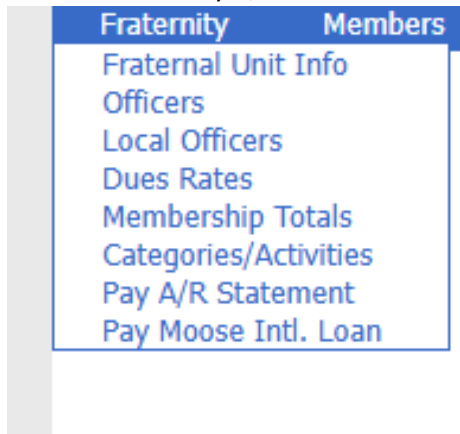 Fraternity Members
Fraternal Unit Info
Officers
Local Officers
Dues Rates
Membership Totals
Categories/Activities
Pay A/R Statement
Pay Moose Intl. Loan